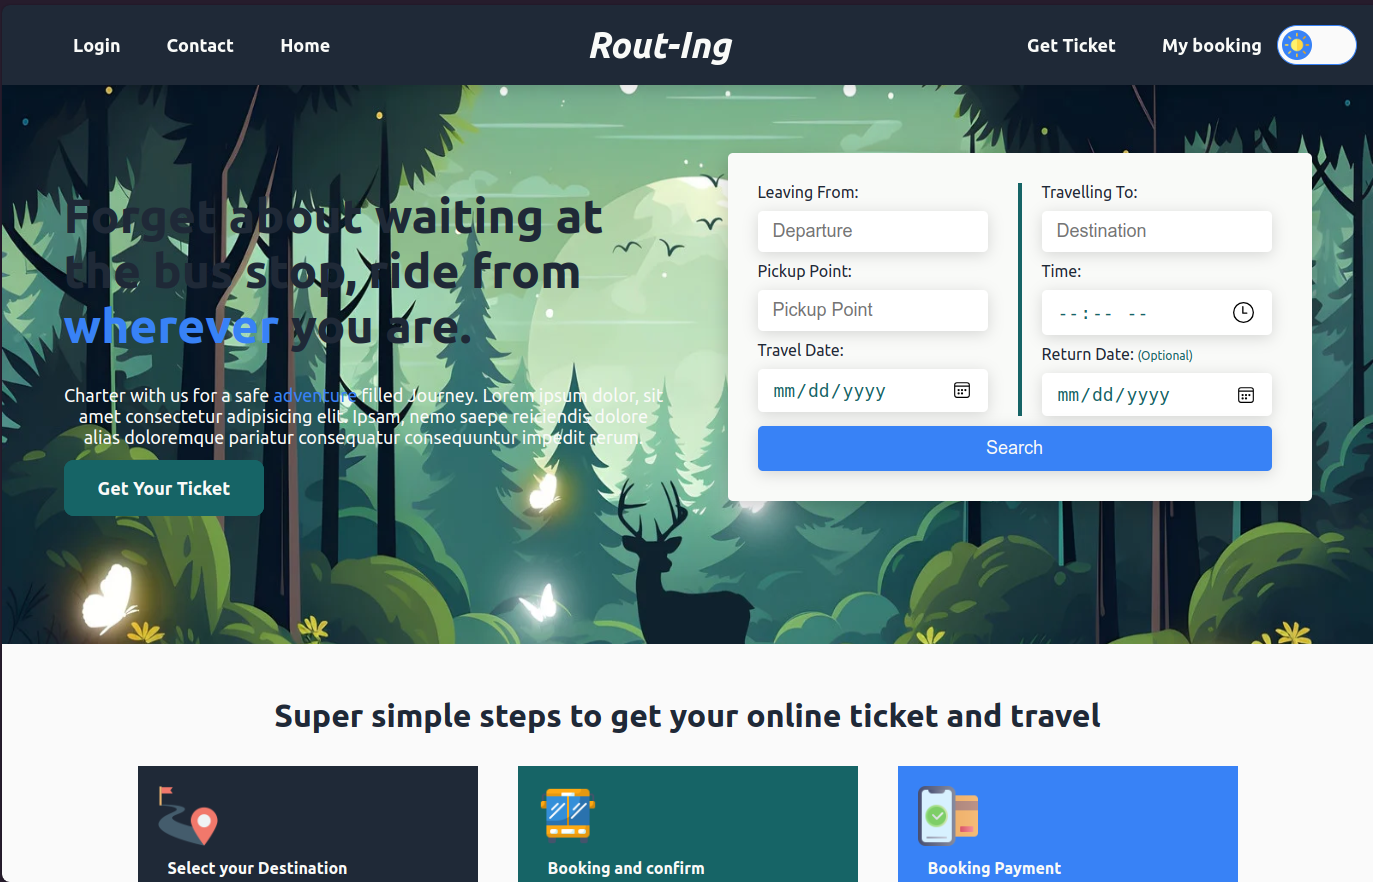 Login Contact Home Rout-Ing Get Ticket My booking
Forget about waiting at
the bus stop, ride from
wherever you are.
Charter with us for a safe adventure filled Journey. Lorem ipsum dolor, sit
amet consectetur adipisicing elit. Ipsam, nemo saepe reiciendis dolore
alias doloremque pariatur consequatur consequuntur impedit rerum.
Get Your Ticket
Leaving From:
Departure
Pickup Point:
Pickup Point
Travel Date:
mm/dd/yyyy
Travelling To:
Destination
Time:
--:-- --
Return Date: (Optional)
mm/dd/yyyy
Search
Super simple steps to get your online ticket and travel
Select your Destination
Booking and confirm
Booking Payment